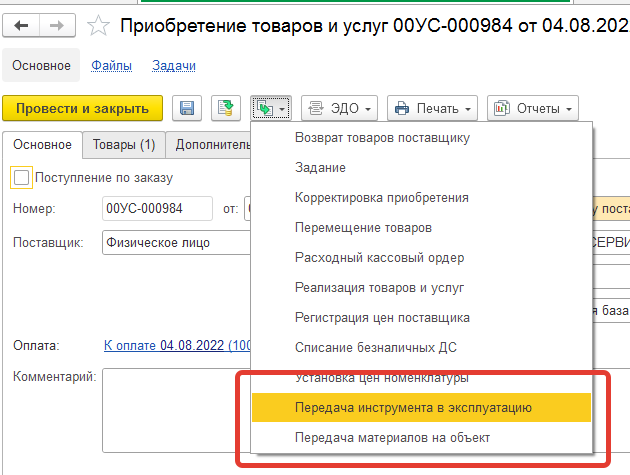 Приобретение товаров и услуг 00УС-000984 от 04.08.202
Основное Файлы Задачи
Провести и закрыть ЭДО Печать Отчеты
Основное Товары (1) Дополнитель
Возврат товаров поставщику
Поступление по заказу
Задание
Корректировка приобретения
Номер: 00УС-000984 от:
Перемещение товаров
Поставщик: Физическое лицо
Расходный кассовый ордер
Реализация товаров и услуг
Регистрация цен поставщика
я база
Оплата: К оплате 04.08.2022 (100
Списание безналичных ДС
Комментарий:
Установка цен номенклатуры
Передача инструмента в эксплуатацию
Передача материалов на объект